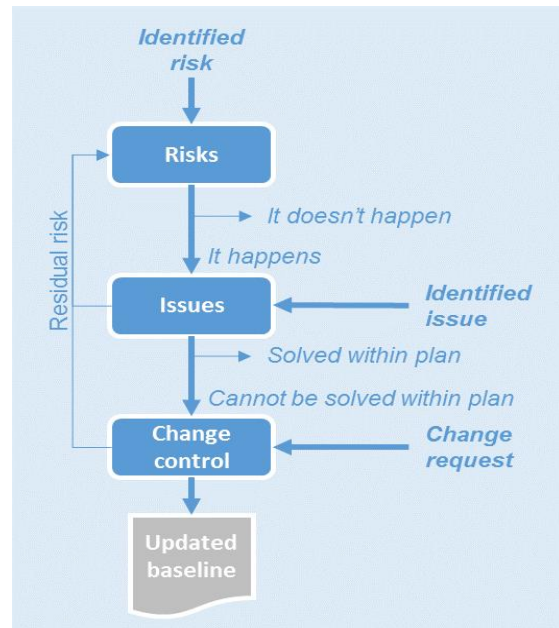 Identified
risk
Risks
It doesn't happen
It happens
Residual risk
Issues
Identified
issue
Solved within plan
Cannot be solved within plan
Change
control
Change
request
Updated
baseline